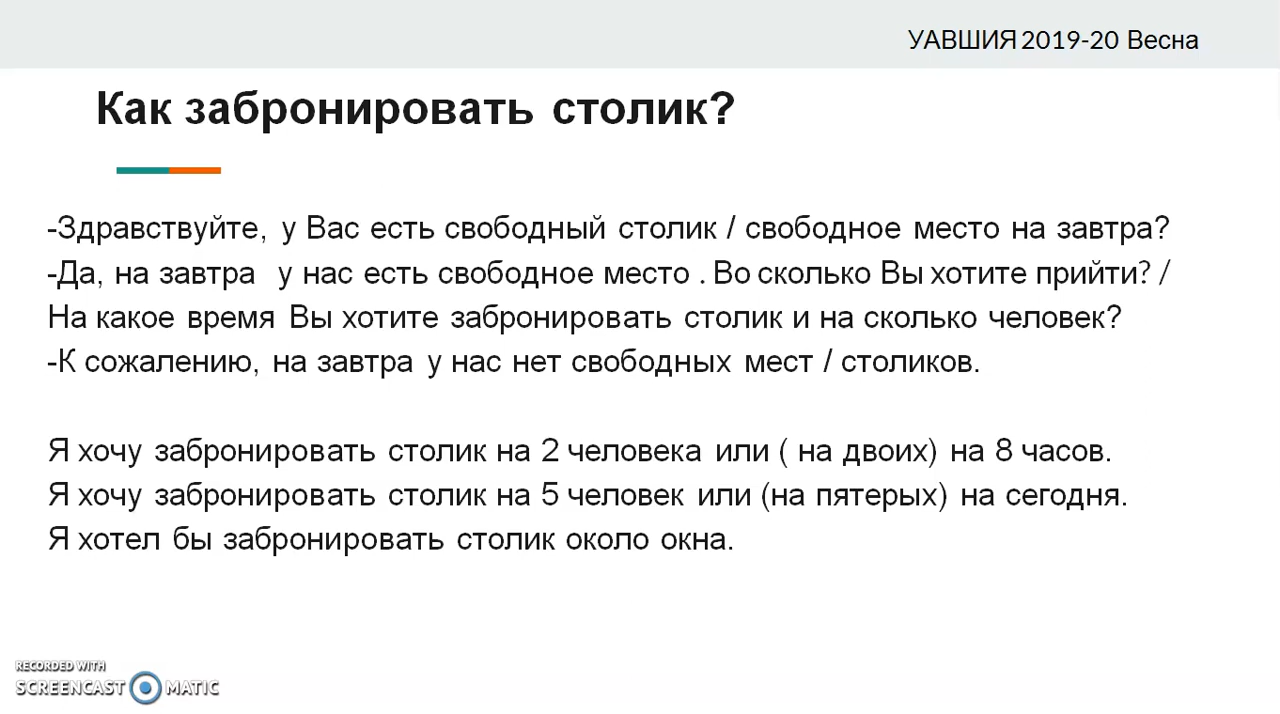 УАВШИЯ 2019-20 Весна
Как забронировать столик?
-Здравствуйте, у Вас есть свободный столик / свободное место на завтра?
-Да, на завтра у нас есть свободное место . Во сколько Вы хотите прийти? /
На какое время Вы хотите забронировать столик и на сколько человек?
-К сожалению, на завтра у нас нет свободных мест / столиков.
Я хочу забронировать столик на 2 человека или ( на двоих) на 8 часов.
Я хочу забронировать столик на 5 человек или (на пятерых) на сегодня.
Я хотел бы забронировать столик около окна.
RECORDED WITH
SCREENCAST MATIC